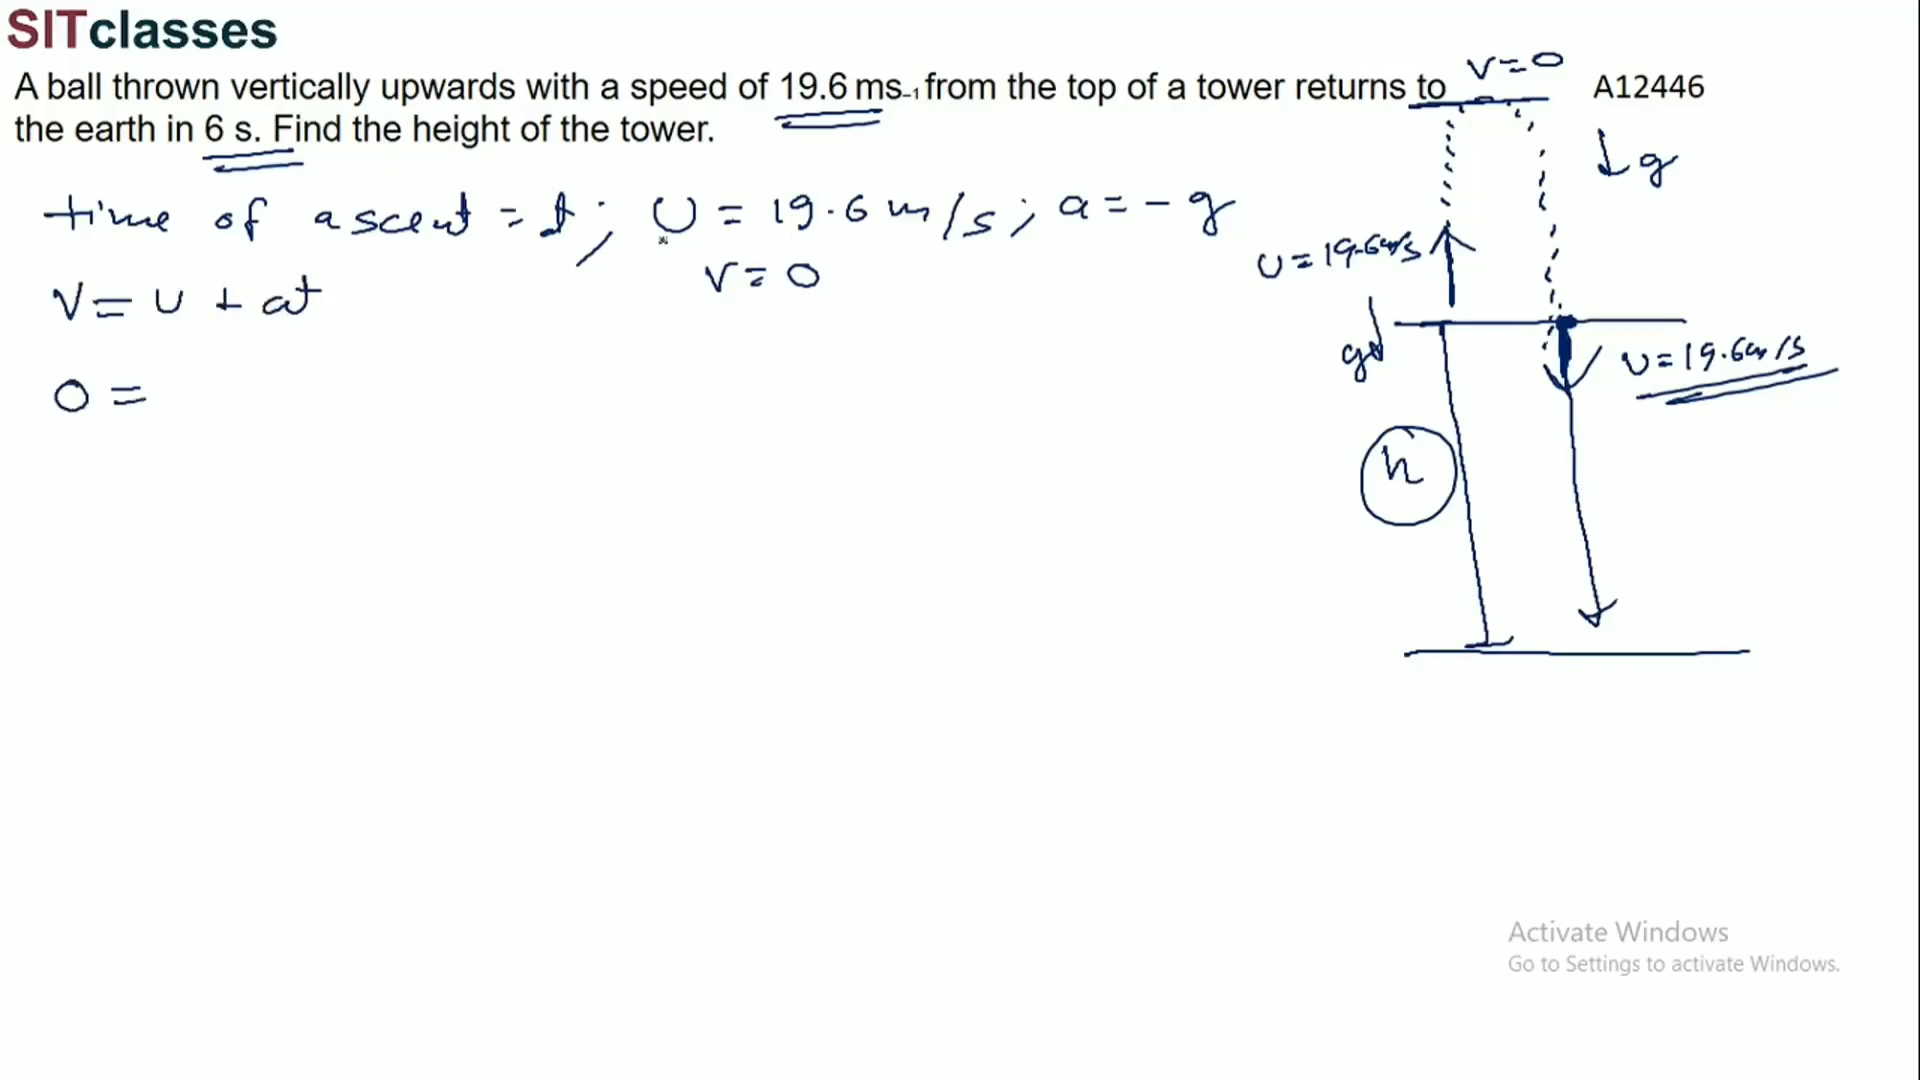 SITclasses
A ball thrown vertically upwards with a speed of 19.6 ms-1 from the top of a tower returns to
the earth in 6 s. Find the height of the tower.
A12446
v=0
↓g
time of ascent = t; U = 19.6 m/s; a = -g
v=0
U=19.6m/s
v = u + at
g↓
u=19.6m/s
0 =
h
Activate Windows
Go to Settings to activate Windows.